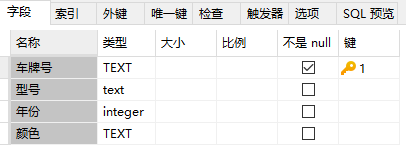 字段 索引 外键 唯一键 检查 触发器 选项 SQL 预览
名称 类型 大小 比例 不是 null 键
车牌号 TEXT 1
型号 text
年份 integer
颜色 TEXT